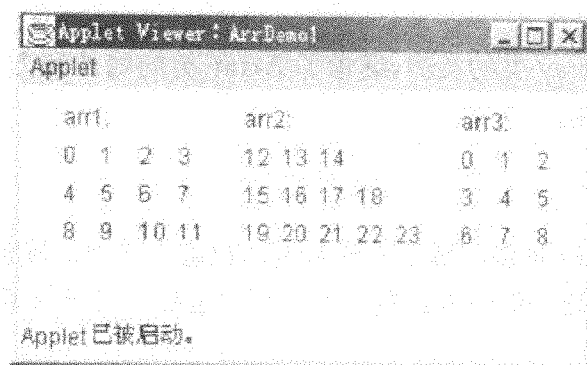 Applet Viewer: ArrDemo1
Applet
arr1: arr2: arr3:
0 1 2 3 12 13 14 0 1 2
4 5 6 7 15 16 17 18 3 4 5
8 9 10 11 19 20 21 22 23 6 7 8
Applet 已被启动。